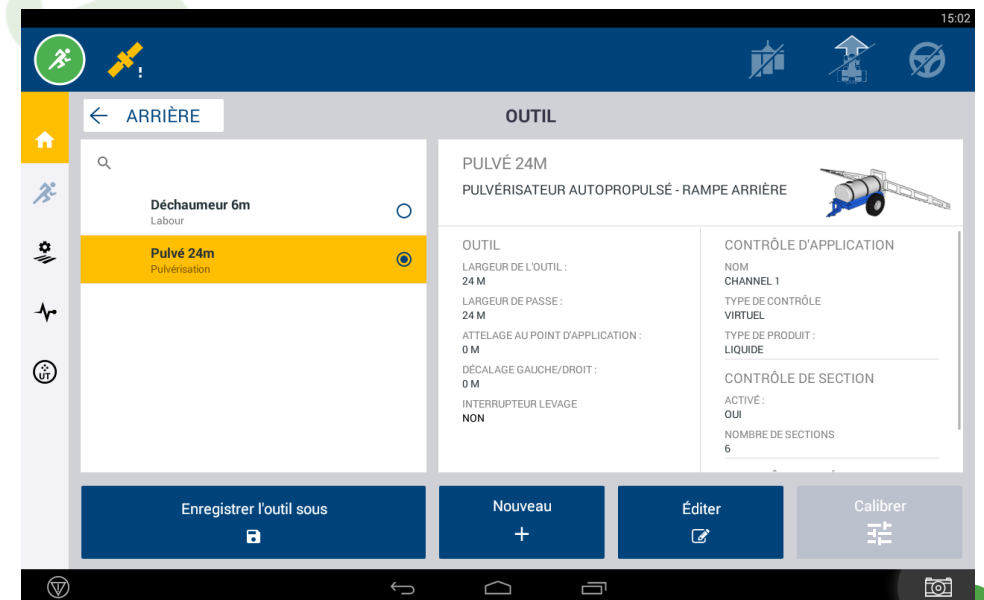 15:02
!
ARRIÈRE
OUTIL
Déchaumeur 6m
Labour
Pulvé 24m
Pulvérisation
PULVÉ 24M
PULVÉRISATEUR AUTOPROPULSÉ - RAMPE ARRIÈRE
OUTIL
LARGEUR DE L'OUTIL :
24 M
LARGEUR DE PASSE :
24 M
ATTELAGE AU POINT D'APPLICATION :
0 M
DÉCALAGE GAUCHE/DROIT :
0 M
INTERRUPTEUR LEVAGE
NON
CONTRÔLE D'APPLICATION
NOM
CHANNEL 1
TYPE DE CONTRÔLE
VIRTUEL
TYPE DE PRODUIT :
LIQUIDE
CONTRÔLE DE SECTION
ACTIVÉ :
OUI
NOMBRE DE SECTIONS
6
UT
Enregistrer l'outil sous
Nouveau
Éditer
Calibrer